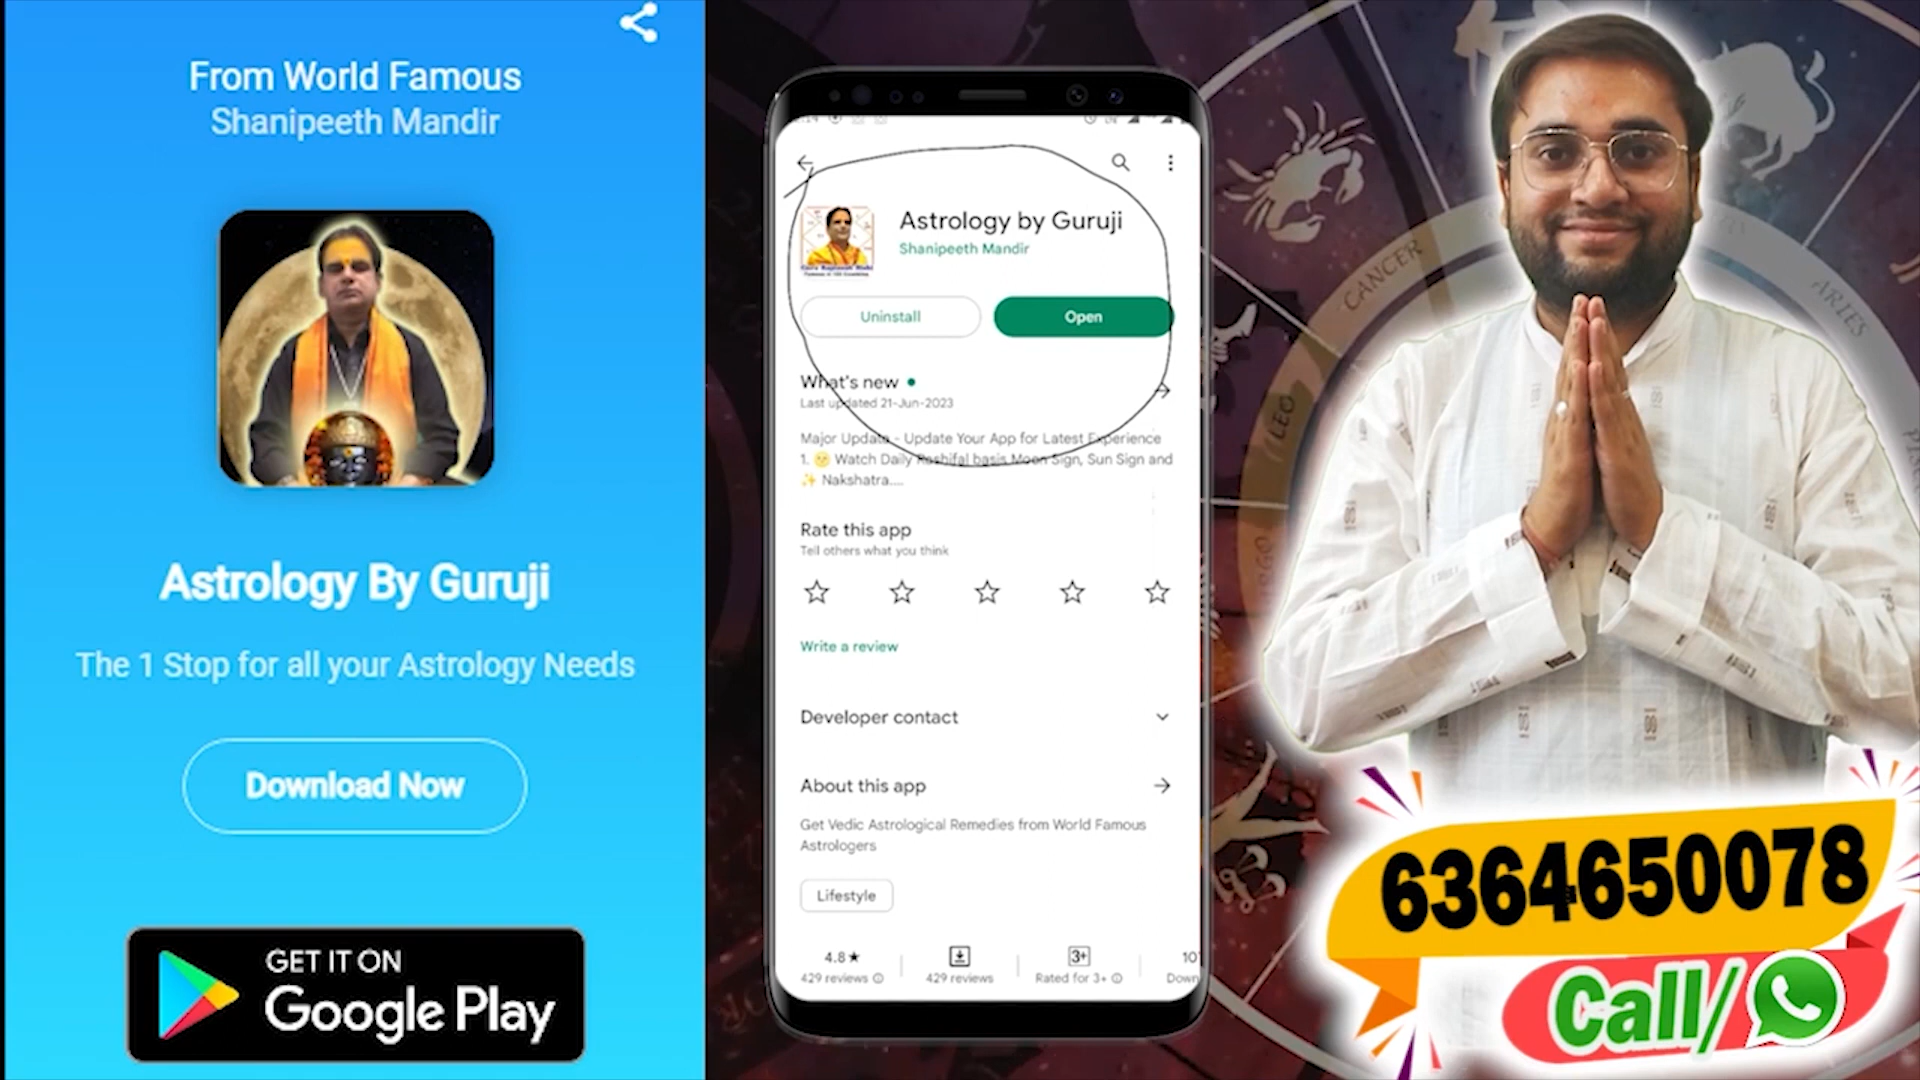 From World Famous
Shanipeeth Mandir
Astrology By Guruji
The 1 Stop for all your Astrology Needs
Download Now
GET IT ON
Google Play
Astrology by Guruji
Shanipeeth Mandir
Uninstall
Open
What's new
Last updated 21-Jun-2023
Major Update - Update Your App for Latest Experience
1. 🌝 Watch Daily Rashifal basis Moon Sign, Sun Sign and
✨ Nakshatra....
Rate this app
Tell others what you think
Write a review
Developer contact
About this app
Get Vedic Astrological Remedies from World Famous
Astrologers
Lifestyle
4.8★
429 reviews
429 reviews
3+
Rated for 3+
CANCER
ARIES
LEO
6364650078
Call/